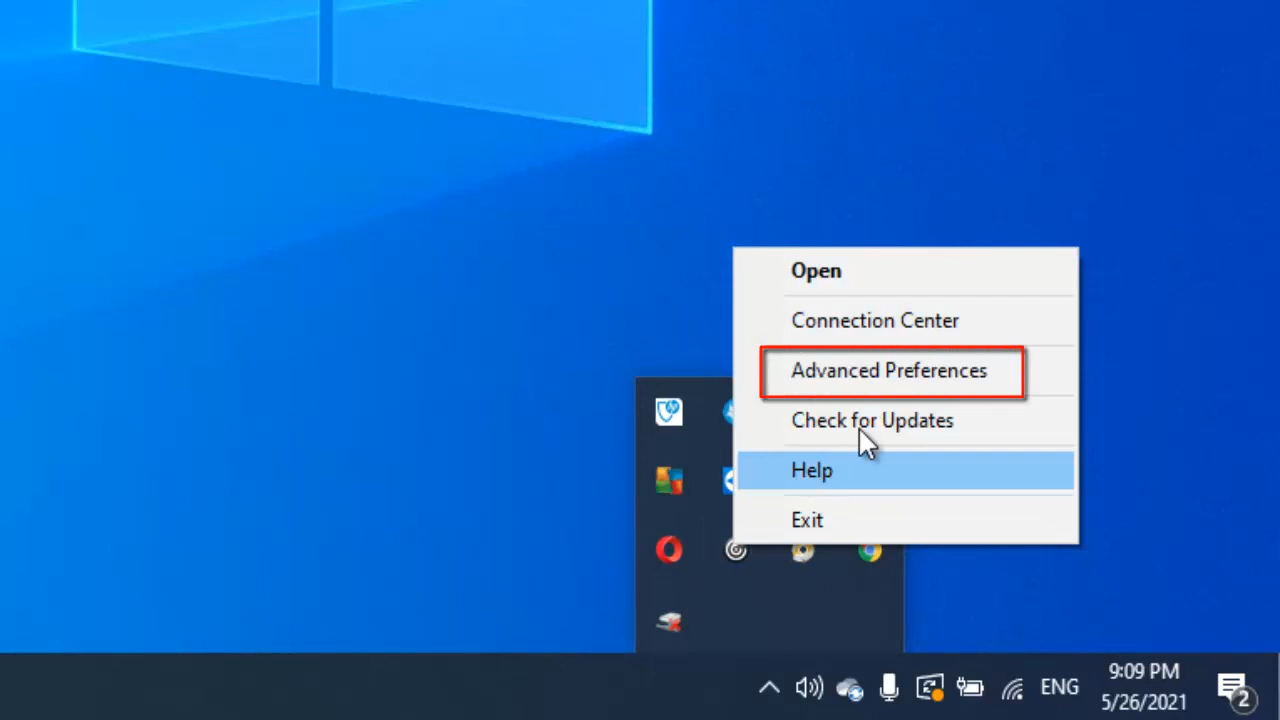 Open
Connection Center
Advanced Preferences
Check for Updates
Help
Exit
ENG
9:09 PM
5/26/2021
2